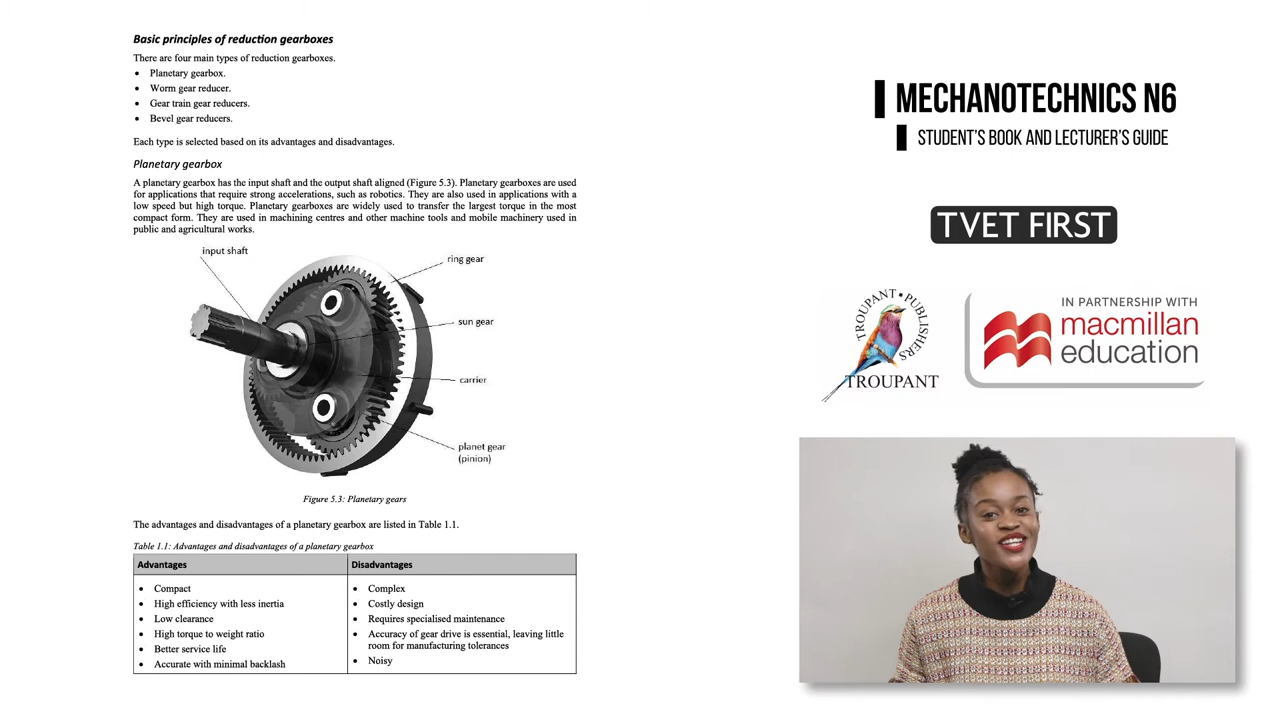 Basic principles of reduction gearboxes
There are four main types of reduction gearboxes.
• Planetary gearbox.
• Worm gear reducer.
• Gear train gear reducers.
• Bevel gear reducers.
Each type is selected based on its advantages and disadvantages.
Planetary gearbox
A planetary gearbox has the input shaft and the output shaft aligned (Figure 5.3). Planetary gearboxes are used
for applications that require strong accelerations, such as robotics. They are also used in applications with a
low speed but high torque. Planetary gearboxes are widely used to transfer the largest torque in the most
compact form. They are used in machining centres and other machine tools and mobile machinery used in
public and agricultural works.
input shaft
ring gear
sun gear
carrier
planet gear
(pinion)
Figure 5.3: Planetary gears
The advantages and disadvantages of a planetary gearbox are listed in Table 1.1.
Table 1.1: Advantages and disadvantages of a planetary gearbox
Advantages
• Compact
• High efficiency with less inertia
• Low clearance
• High torque to weight ratio
• Better service life
• Accurate with minimal backlash
Disadvantages
• Complex
• Costly design
• Requires specialised maintenance
• Accuracy of gear drive is essential, leaving little
room for manufacturing tolerances
• Noisy
MECHANOTECHNICS N6
STUDENT'S BOOK AND LECTURER'S GUIDE
TVET FIRST
TROUPANT • PUBLISHERS
TROUPANT
IN PARTNERSHIP WITH
macmillan
education